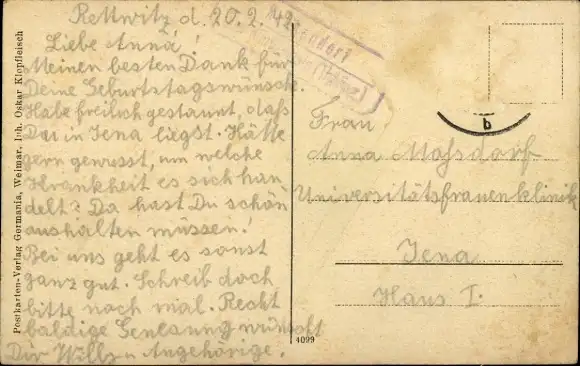 Rettwitz d. 20.2.42
Liebe Anna!
Meinen besten Dank für
Deine Geburtstagswünsche.
Habe freilich gestaunt, daß
Du in Jena liegst. Hätte
gern gewusst, um welche
Krankheit es sich han
delt? Da hast Du schön
aushalten müssen!
Bei uns geht es sonst
ganz gut. Schreib doch
bitte noch mal. Recht
baldige Genesung wünscht
Dir Willy u. Angehörige.
Postkarten-Verlag Germania, Weimar, Inh. Oskar Klopfleisch
4099
b
Frau
Anna Moßdorf
Universitätsfrauenklinik
Jena
Haus I.